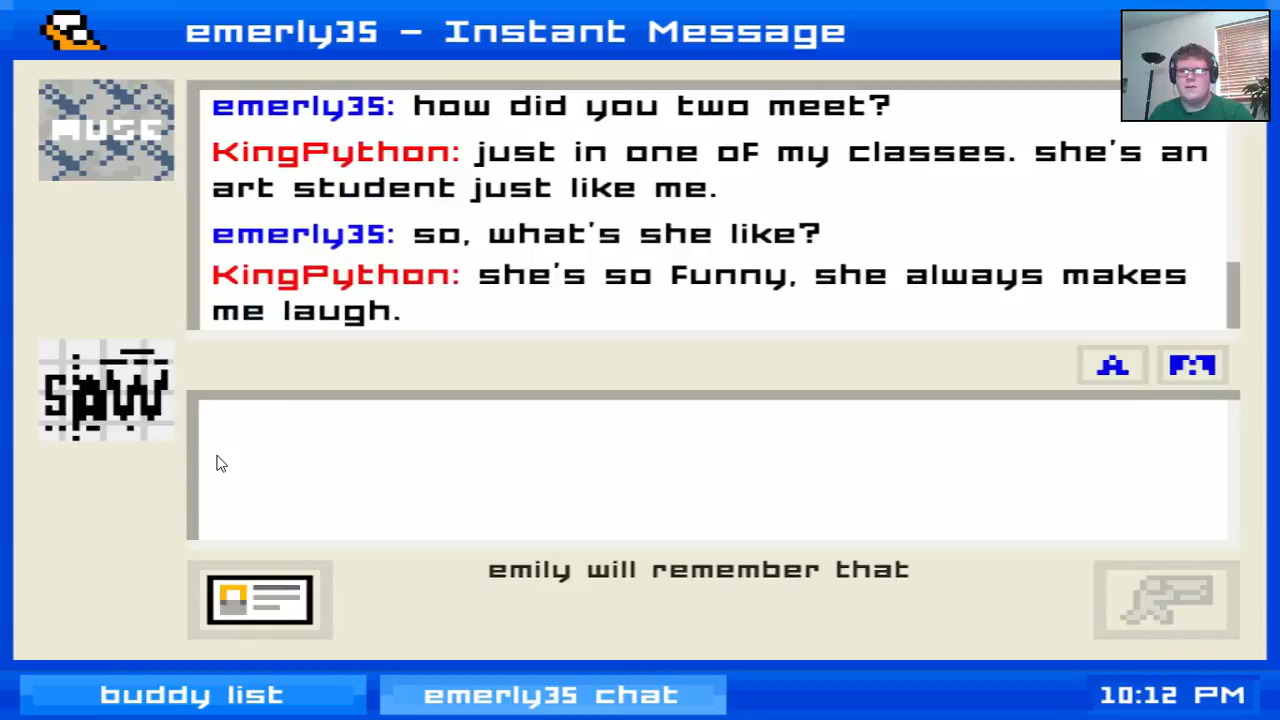 emerly35 - Instant Message
MUSE
emerly35: how did you two meet?
KingPython: just in one of my classes. she's an
art student just like me.
emerly35: so, what's she like?
KingPython: she's so funny, she always makes
me laugh.
A
SAW
emily will remember that
buddy list
emerly35 chat
10:12 PM